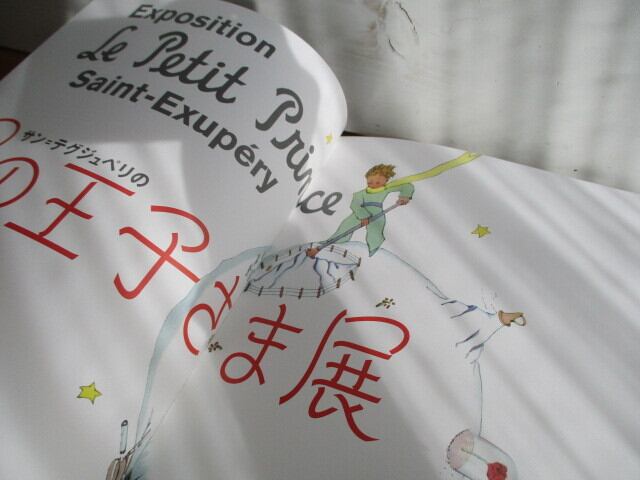 Exposition
Le Petit Prince
Saint-Exupéry
サン=テグジュペリの
の王子さま展